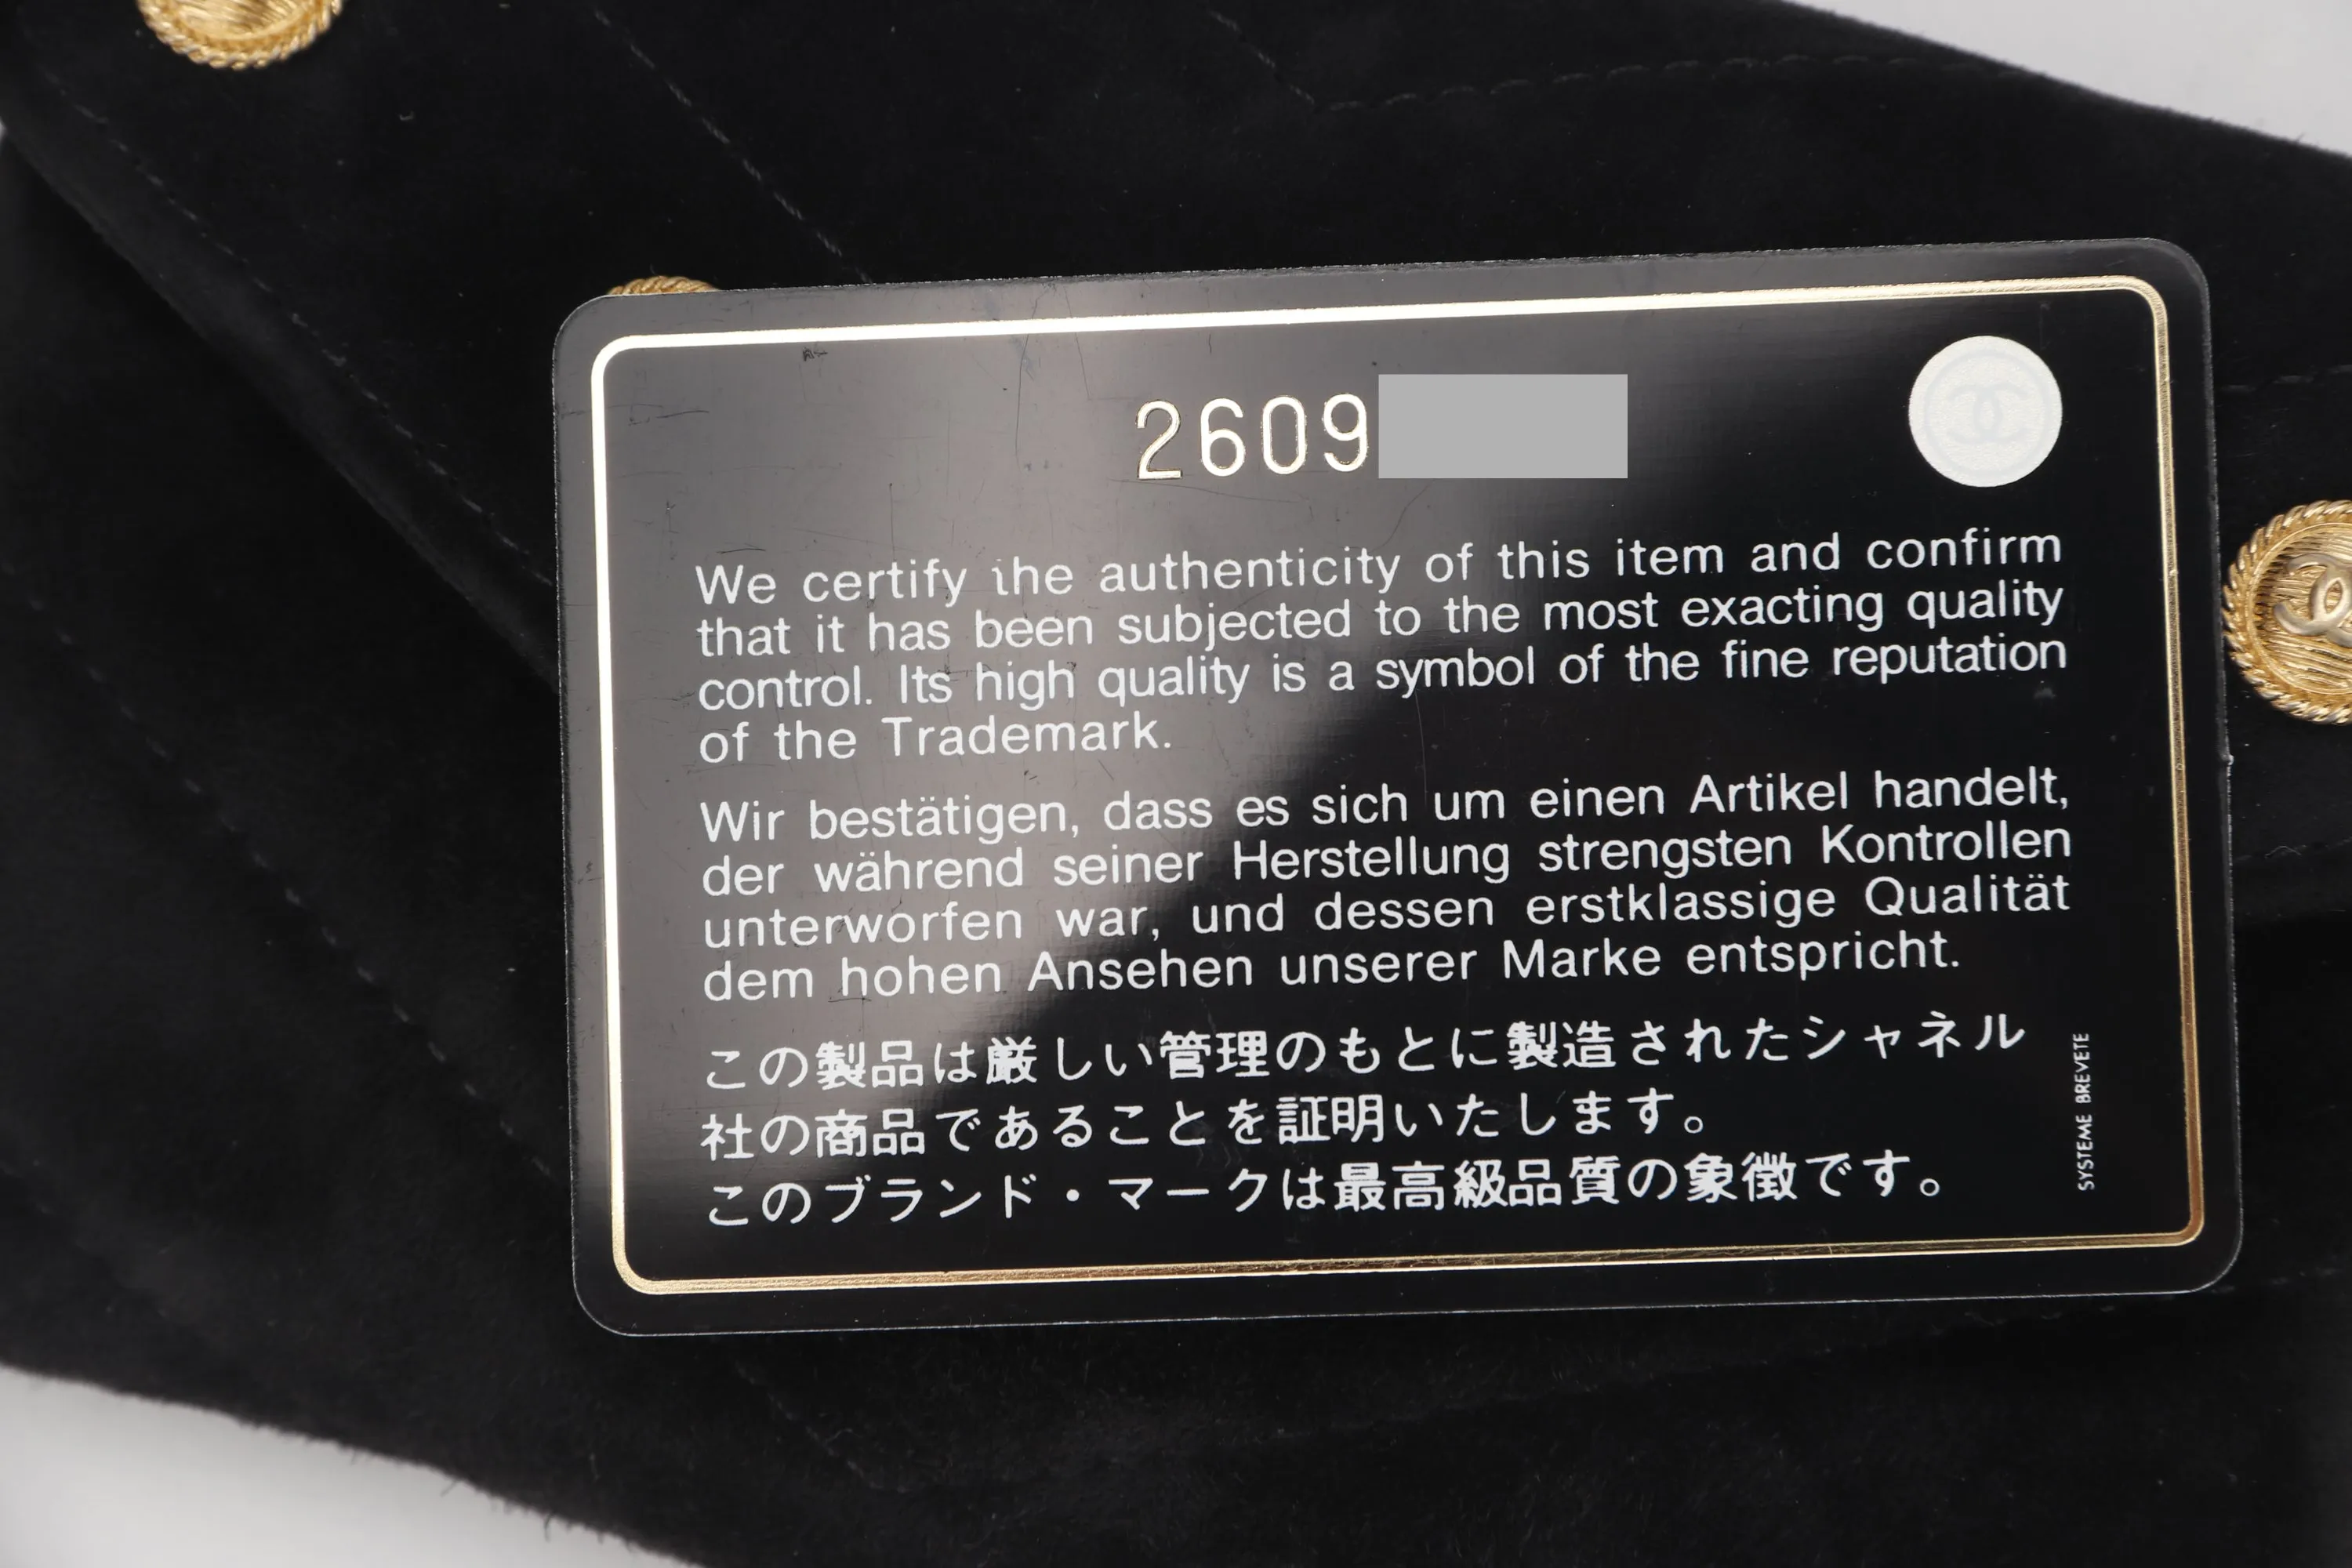 2609
We certify the authenticity of this item and confirm
that it has been subjected to the most exacting quality
control. Its high quality is a symbol of the fine reputation
of the Trademark.
Wir bestätigen, dass es sich um einen Artikel handelt,
der während seiner Herstellung strengsten Kontrollen
unterworfen war, und dessen erstklassige Qualität
dem hohen Ansehen unserer Marke entspricht.
この製品は厳しい管理のもとに製造されたシャネル
社の商品であることを証明いたします。
このブランド・マークは最高級品質の象徴です。
SYSTEME BREVETE